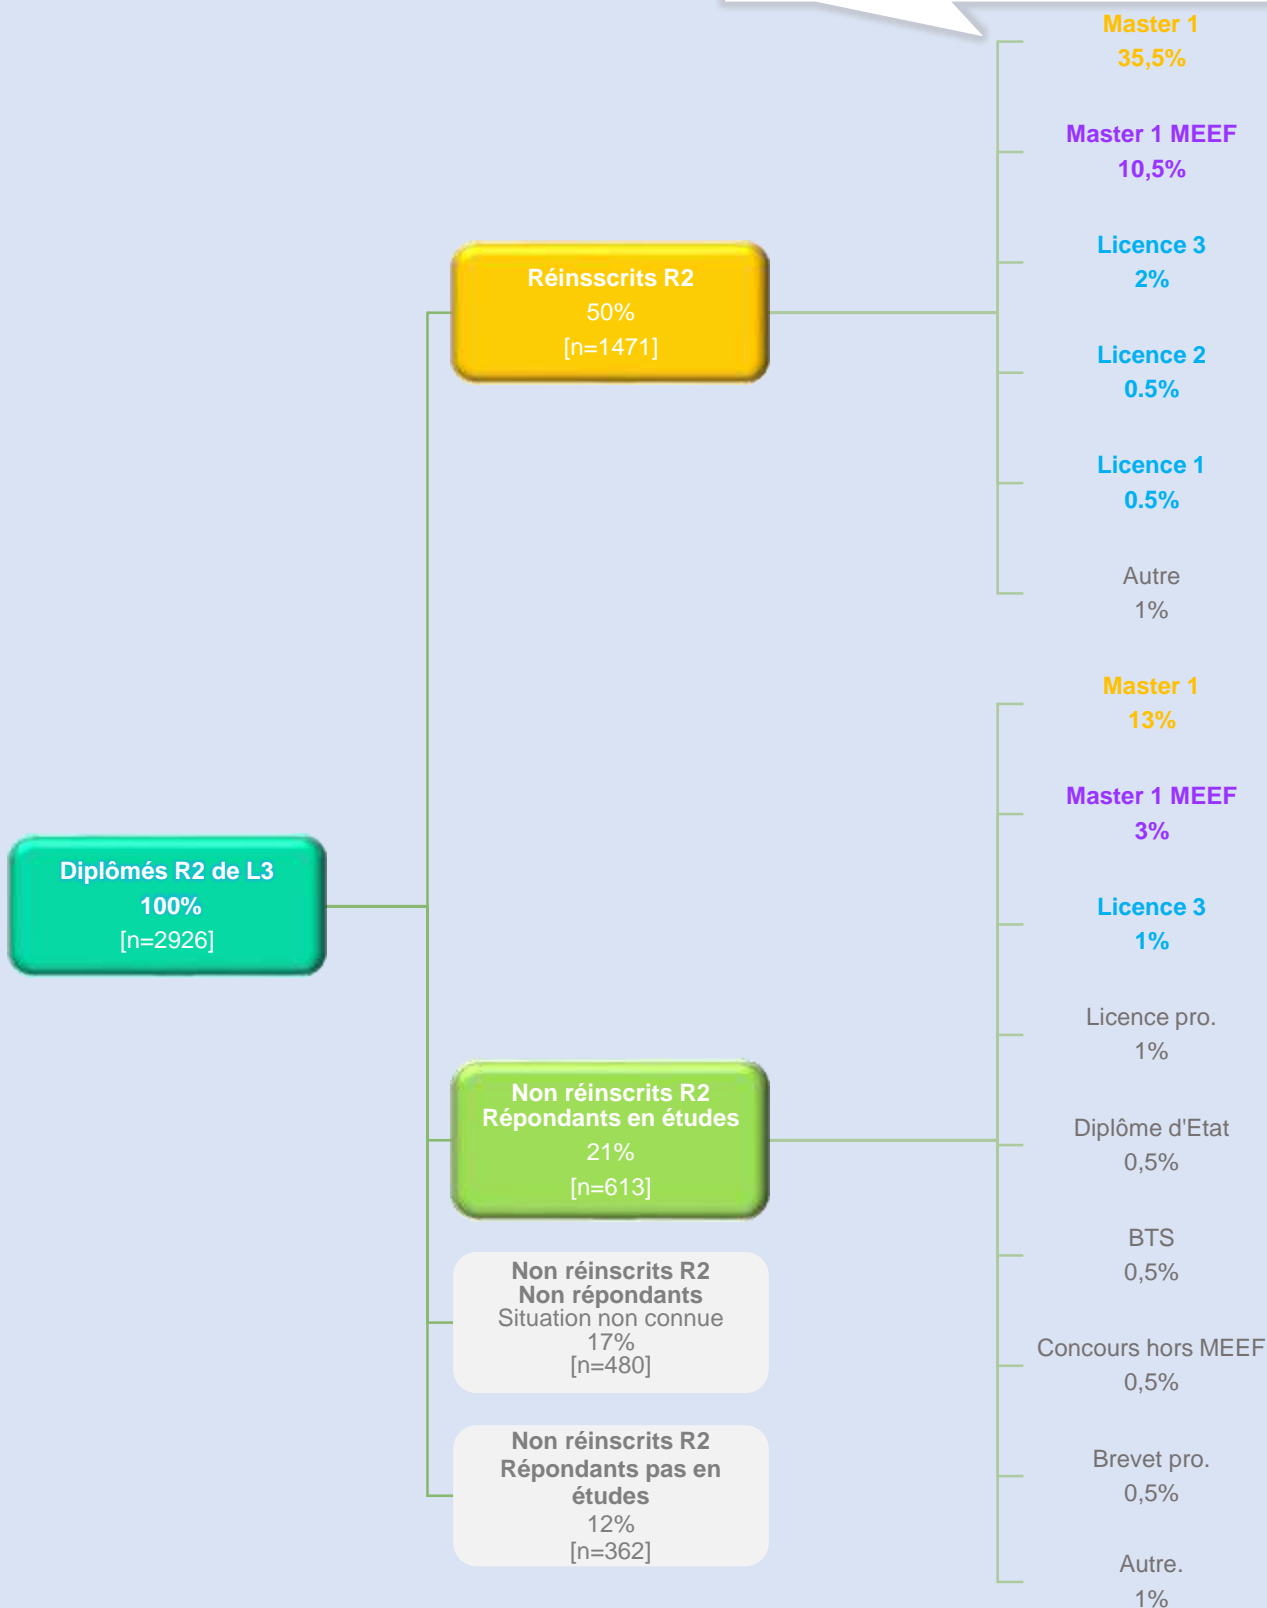 Master 1
35,5%
Master 1 MEEF
10,5%
Licence 3
2%
Réinsscrits R2
50%
[n=1471]
Licence 2
0.5%
Licence 1
0.5%
Autre
1%
Master 1
13%
Master 1 MEEF
3%
Diplômés R2 de L3
100%
[n=2926]
Licence 3
1%
Licence pro.
1%
Non réinscrits R2
Répondants en études
21%
[n=613]
Diplôme d'Etat
0,5%
BTS
0,5%
Non réinscrits R2
Non répondants
Situation non connue
17%
[n=480]
Concours hors MEEF
0,5%
Non réinscrits R2
Répondants pas en
études
12%
[n=362]
Brevet pro.
0,5%
Autre.
1%